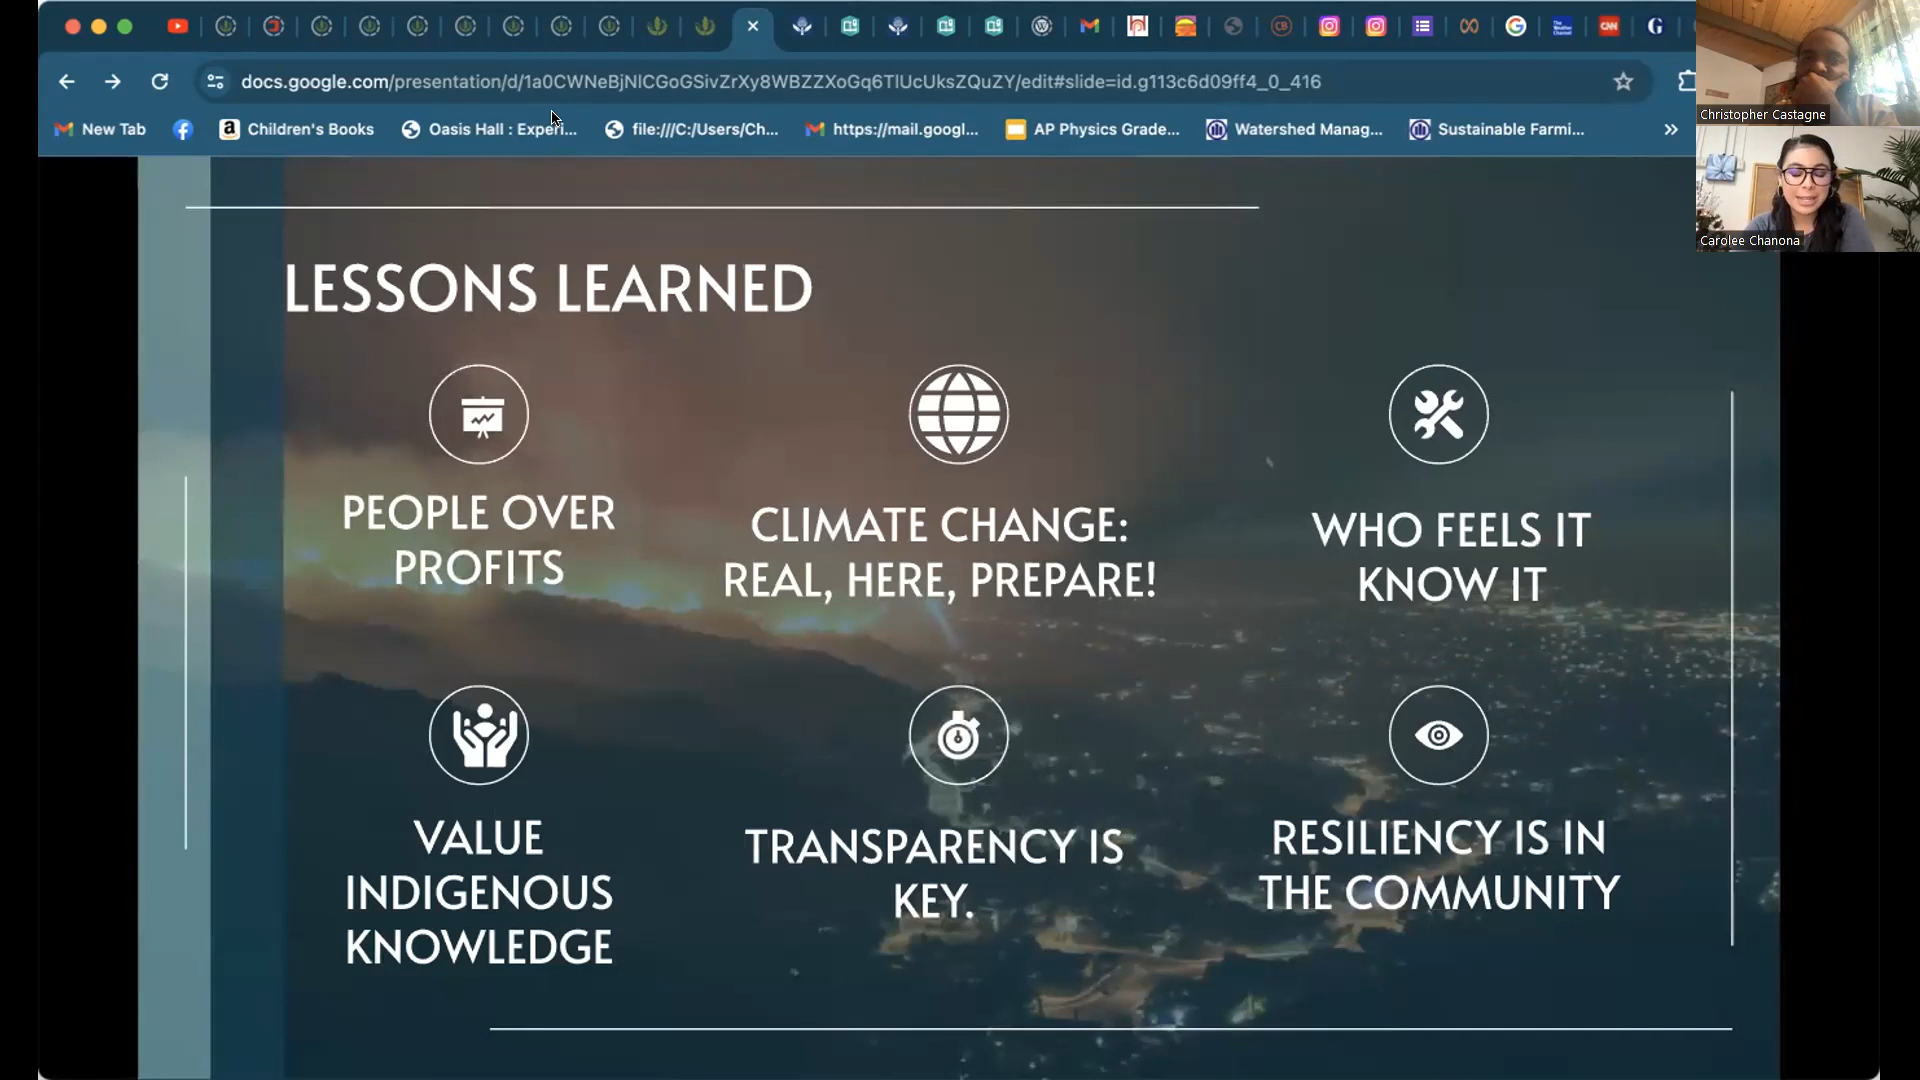 docs.google.com/presentation/d/1a0CWNeBjNlCGoGSivZrXy8WBZZXoGq6TlUcUksZQuZY/edit#slide=id.g113c6d09ff4_0_416
New Tab
Children's Books
Oasis Hall : Experi...
file:///C:/Users/Ch...
https://mail.googl...
AP Physics Grade...
Watershed Manag...
Sustainable Farmi...
Christopher Castagne
Carolee Chanona
LESSONS LEARNED
PEOPLE OVER
PROFITS
CLIMATE CHANGE:
REAL, HERE, PREPARE!
WHO FEELS IT
KNOW IT
VALUE
INDIGENOUS
KNOWLEDGE
TRANSPARENCY IS
KEY.
RESILIENCY IS IN
THE COMMUNITY